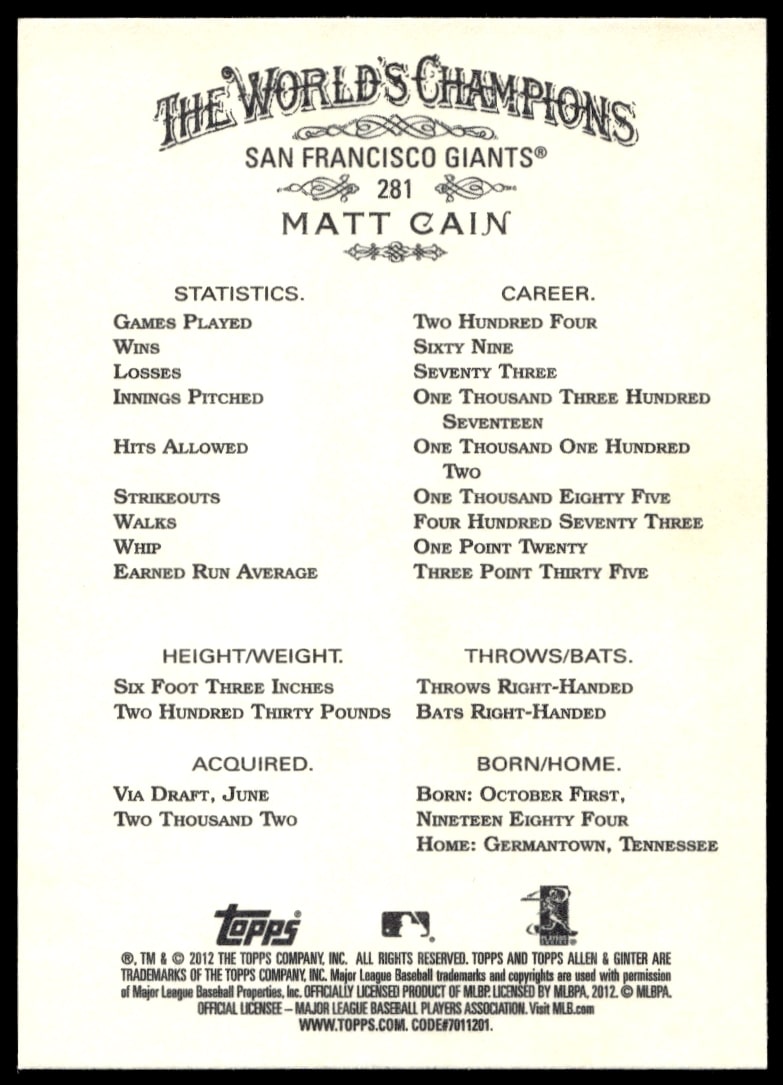 THE WORLD'S CHAMPIONS
SAN FRANCISCO GIANTS®
281
MATT CAIN
STATISTICS. CAREER.
GAMES PLAYED TWO HUNDRED FOUR
WINS SIXTY NINE
LOSSES SEVENTY THREE
INNINGS PITCHED ONE THOUSAND THREE HUNDRED
SEVENTEEN
HITS ALLOWED ONE THOUSAND ONE HUNDRED
TWO
STRIKEOUTS ONE THOUSAND EIGHTY FIVE
WALKS FOUR HUNDRED SEVENTY THREE
WHIP ONE POINT TWENTY
EARNED RUN AVERAGE THREE POINT THIRTY FIVE
HEIGHT/WEIGHT. THROWS/BATS.
SIX FOOT THREE INCHES THROWS RIGHT-HANDED
TWO HUNDRED THIRTY POUNDS BATS RIGHT-HANDED
ACQUIRED. BORN/HOME.
VIA DRAFT, JUNE BORN: OCTOBER FIRST,
TWO THOUSAND TWO NINETEEN EIGHTY FOUR
HOME: GERMANTOWN, TENNESSEE
Topps®
®, TM & © 2012 THE TOPPS COMPANY, INC. ALL RIGHTS RESERVED. TOPPS AND TOPPS ALLEN & GINTER ARE
TRADEMARKS OF THE TOPPS COMPANY, INC. Major League Baseball trademarks and copyrights are used with permission
of Major League Baseball Properties, Inc. OFFICIALLY LICENSED PRODUCT OF MLBP. LICENSED BY MLBPA, 2012. © MLBPA.
OFFICIAL LICENSEE – MAJOR LEAGUE BASEBALL PLAYERS ASSOCIATION. Visit MLB.com
WWW.TOPPS.COM. CODE#7011201.